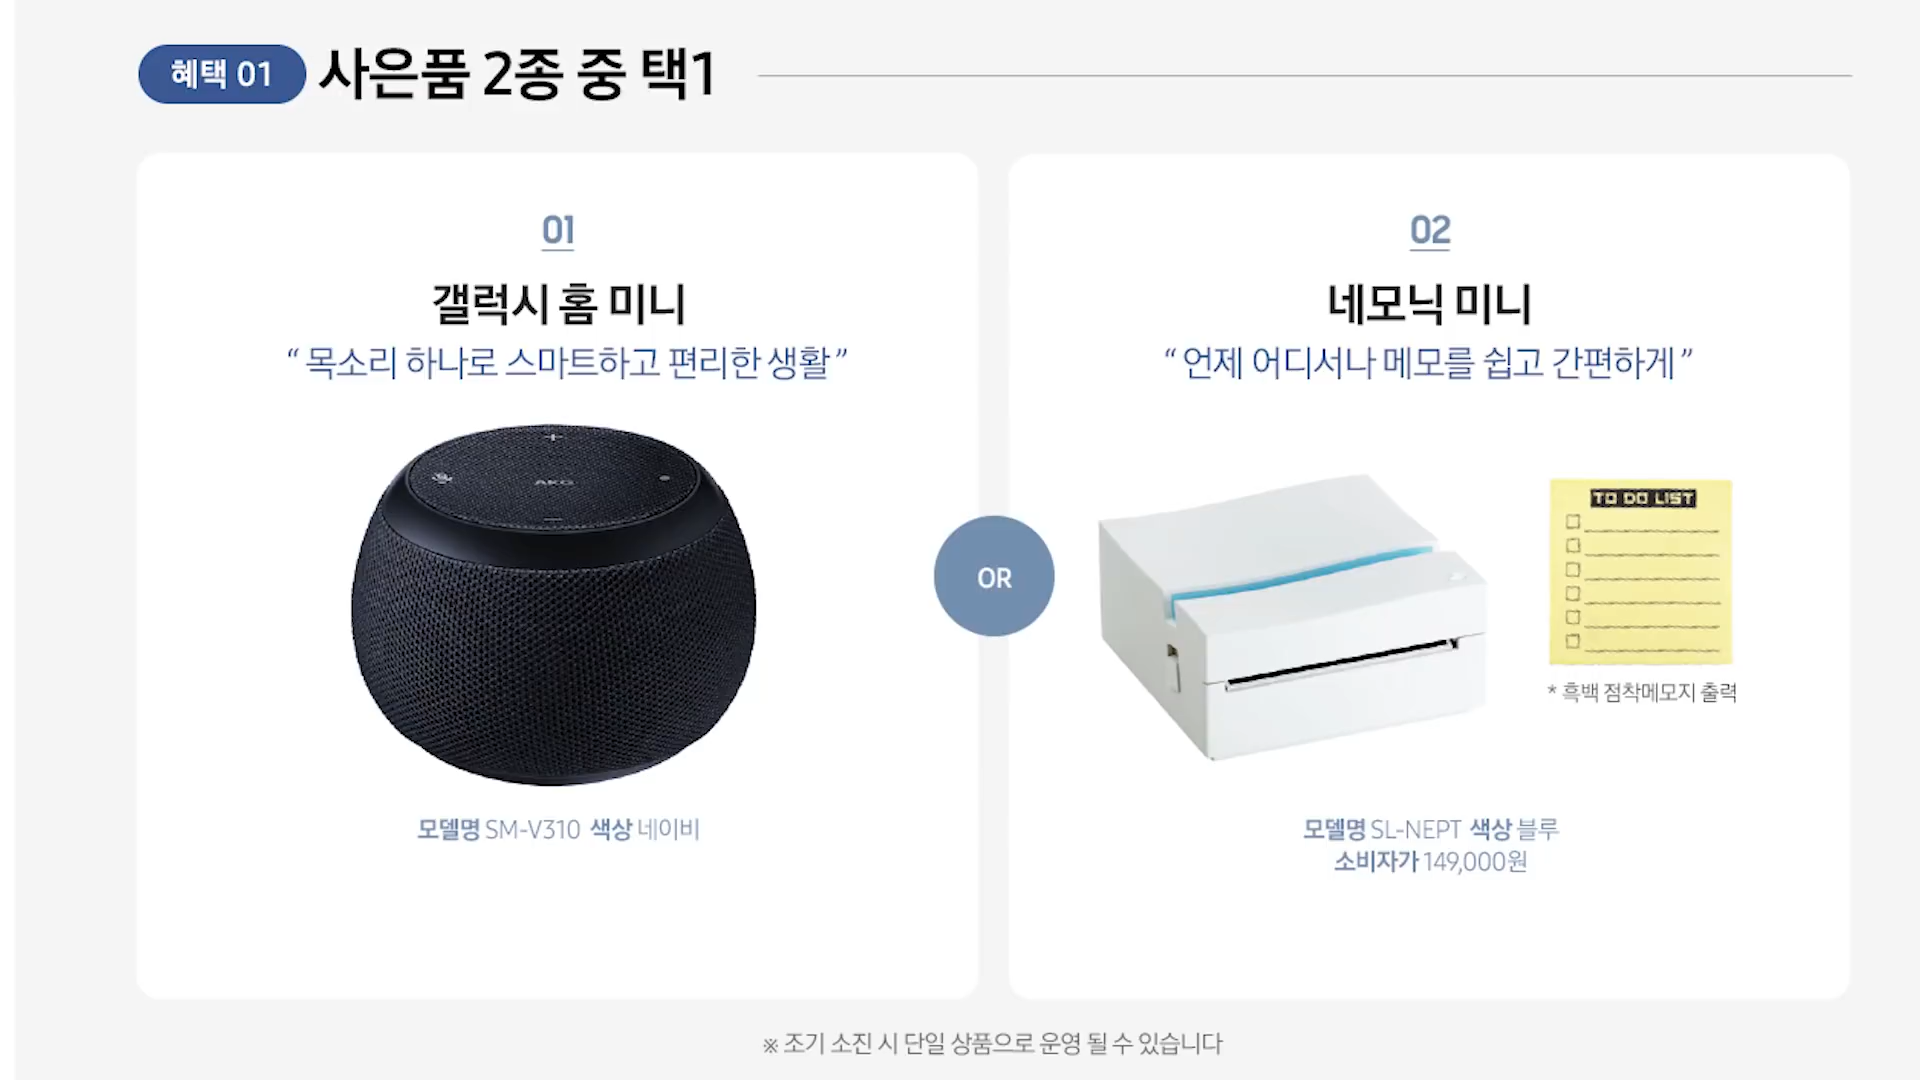 혜택 01 사은품 2종 중 택1
01
갤럭시 홈 미니
“ 목소리 하나로 스마트하고 편리한 생활 ”
AKG
모델명 SM-V310 색상 네이비
OR
02
네모닉 미니
“ 언제 어디서나 메모를 쉽고 간편하게 ”
TO DO LIST
* 흑백 점착메모지 출력
모델명 SL-NEPT 색상 블루
소비자가 149,000원
※ 조기 소진 시 단일 상품으로 운영 될 수 있습니다